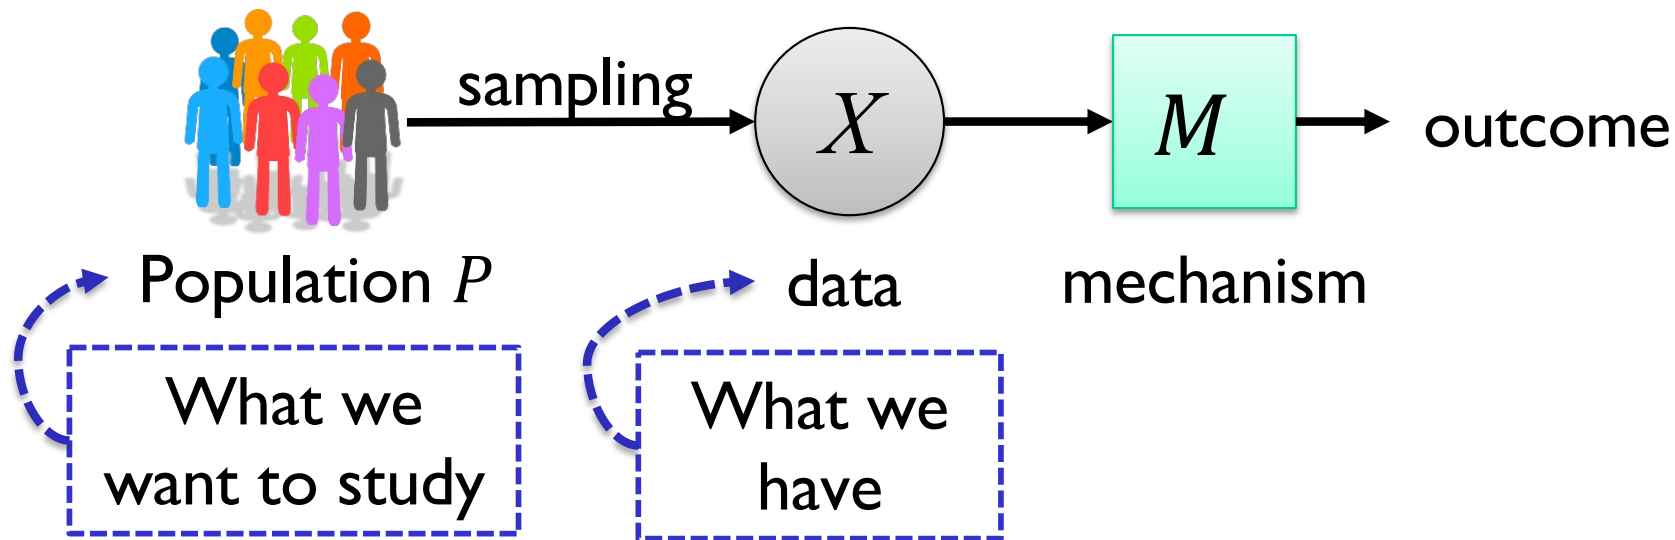 sampling
X
M
outcome
Population P
data
mechanism
What we
want to study
What we
have